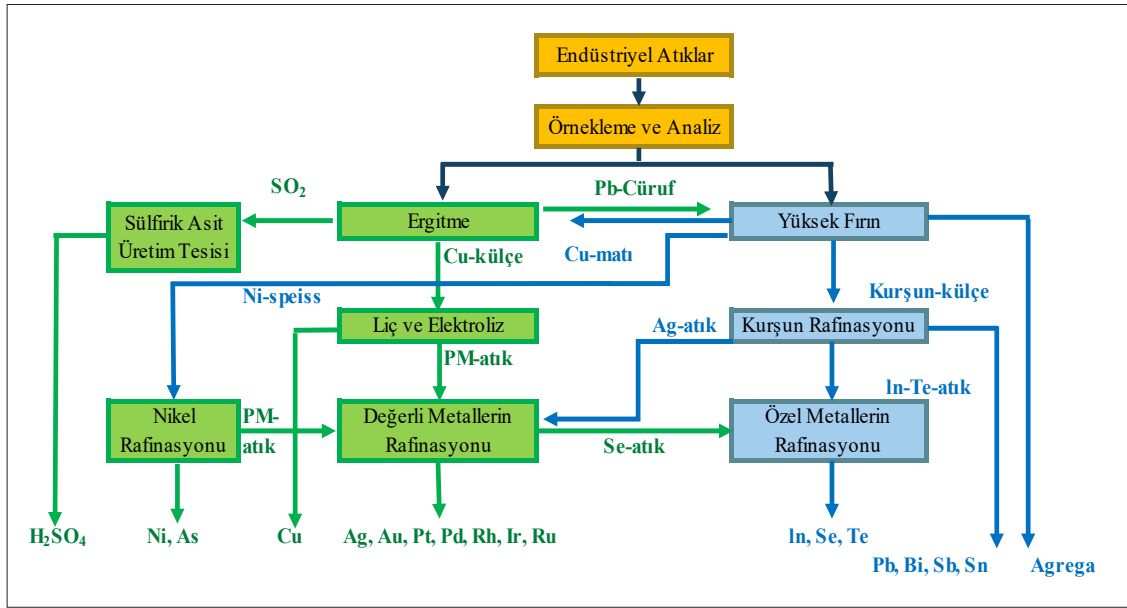 Endüstriyel Atıklar
Örnekleme ve Analiz
SO2
Pb-Cüruf
Sülfirik Asit
Üretim Tesisi
Ergitme
Yüksek Fırın
Cu-külçe
Cu-matı
Ni-speiss
Kurşun-külçe
Liç ve Elektroliz
Ag-atık
Kurşun Rafinasyonu
PM-atık
In-Te-atık
Nikel
Rafinasyonu
PM-
atık
Değerli Metallerin
Rafinasyonu
Se-atık
Özel Metallerin
Rafinasyonu
H2SO4
Ni, As
Cu
Ag, Au, Pt, Pd, Rh, Ir, Ru
In, Se, Te
Pb, Bi, Sb, Sn
Agrega